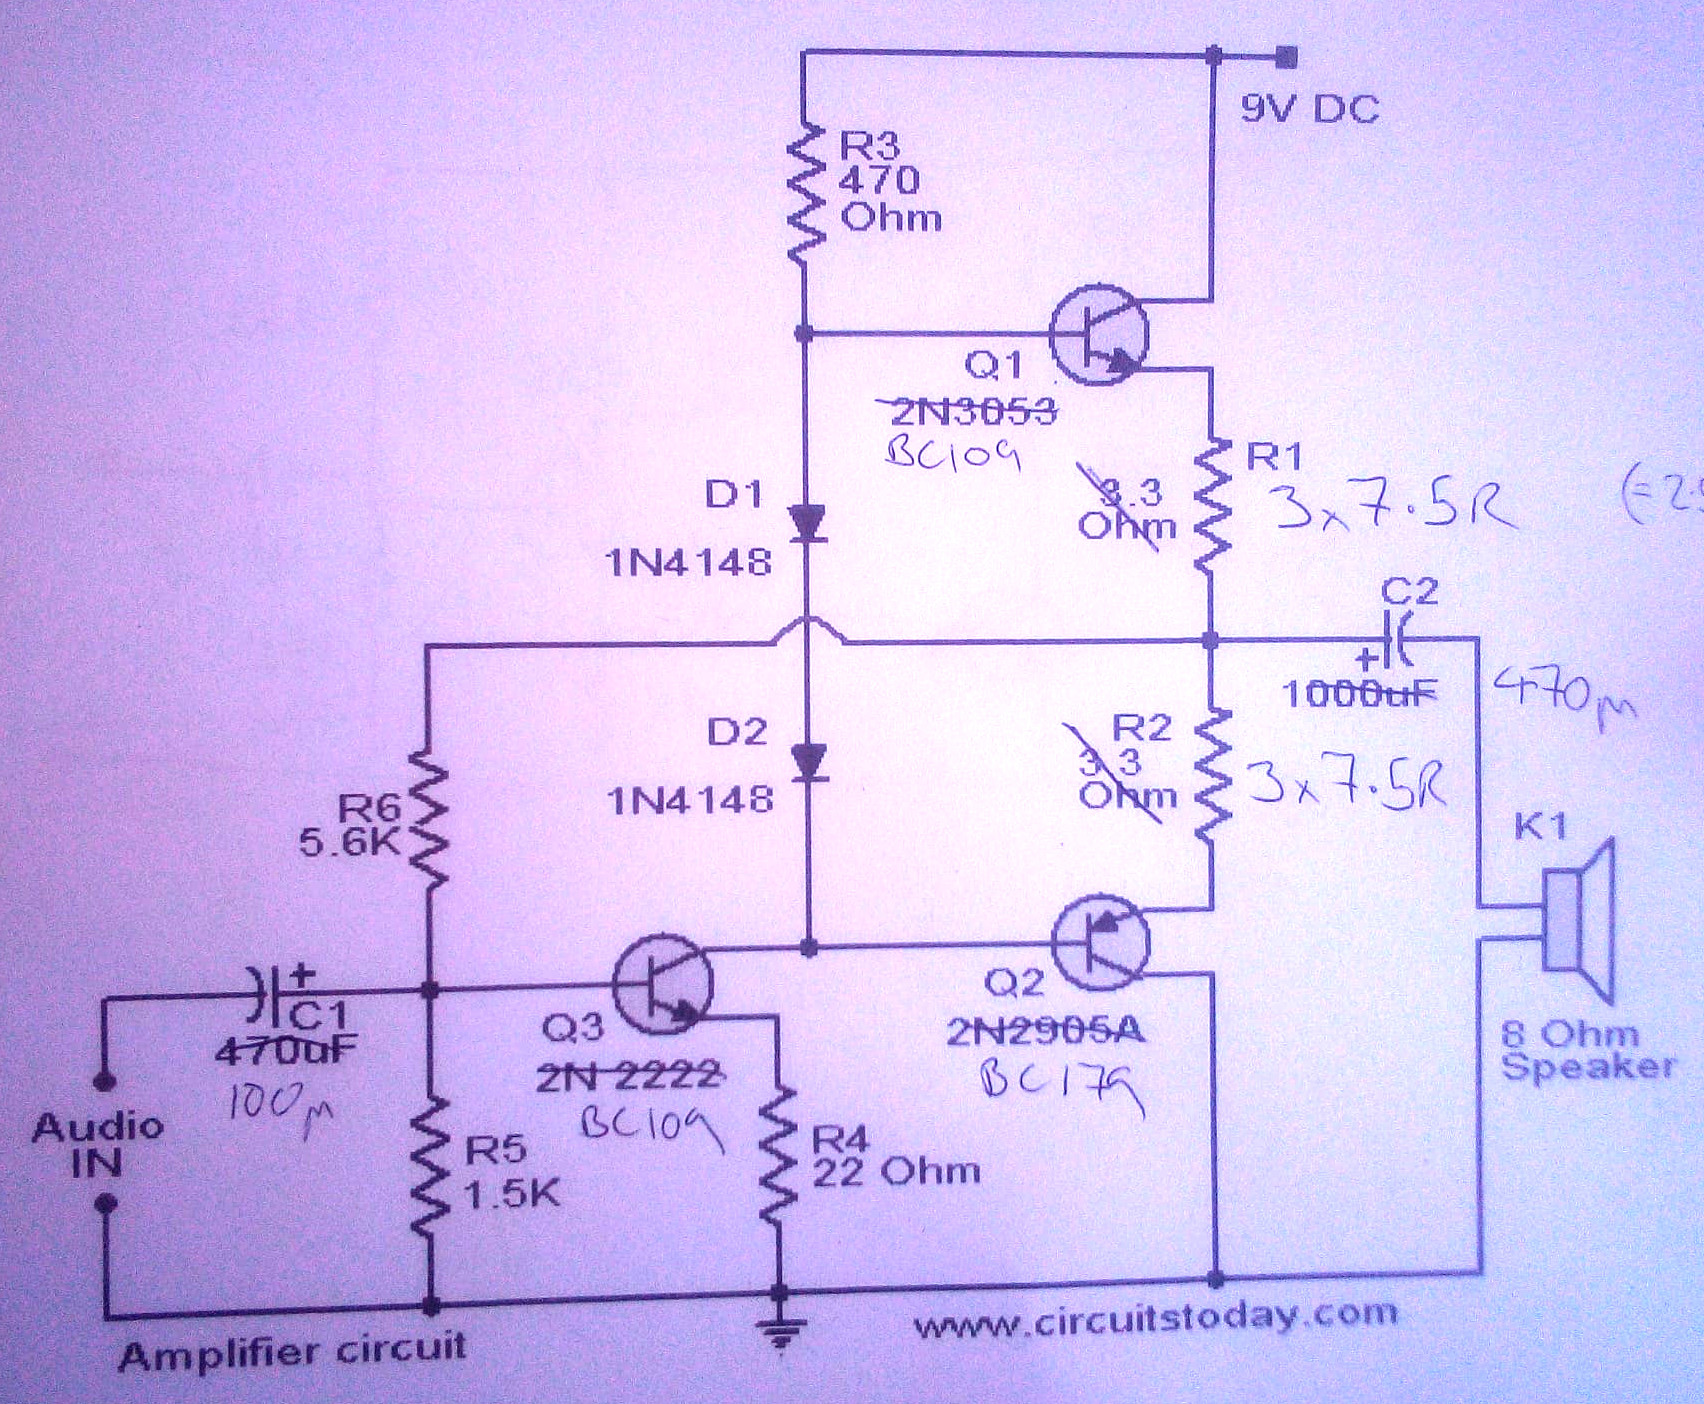 9V DC
R3
470
Ohm
Q1
2N3053
BC109
D1
1N4148
R1
3.3
Ohm
3x7.5R
(=2.
C2
+
1000uF
470μ
D2
1N4148
R2
3.3
Ohm
3x7.5R
R6
5.6K
K1
8 Ohm
Speaker
+
C1
470uF
100μ
Q3
2N 2222
BC109
Q2
2N2905A
BC179
Audio
IN
R5
1.5K
R4
22 Ohm
Amplifier circuit
www.circuitstoday.com